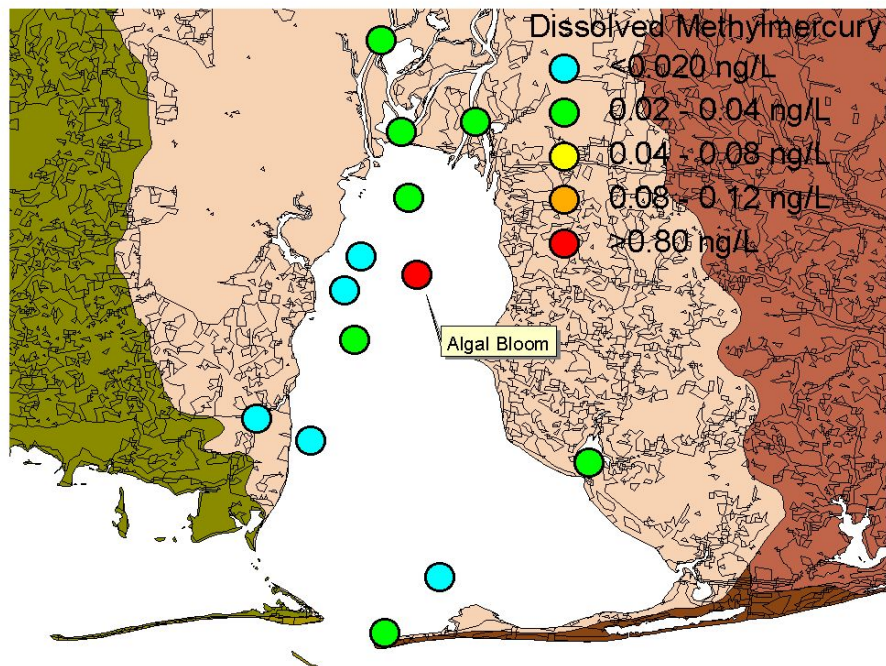 Dissolved Methylmercury
<0.020 ng/L
0.02 - 0.04 ng/L
0.04 - 0.08 ng/L
0.08 - 0.12 ng/L
>0.80 ng/L
Algal Bloom